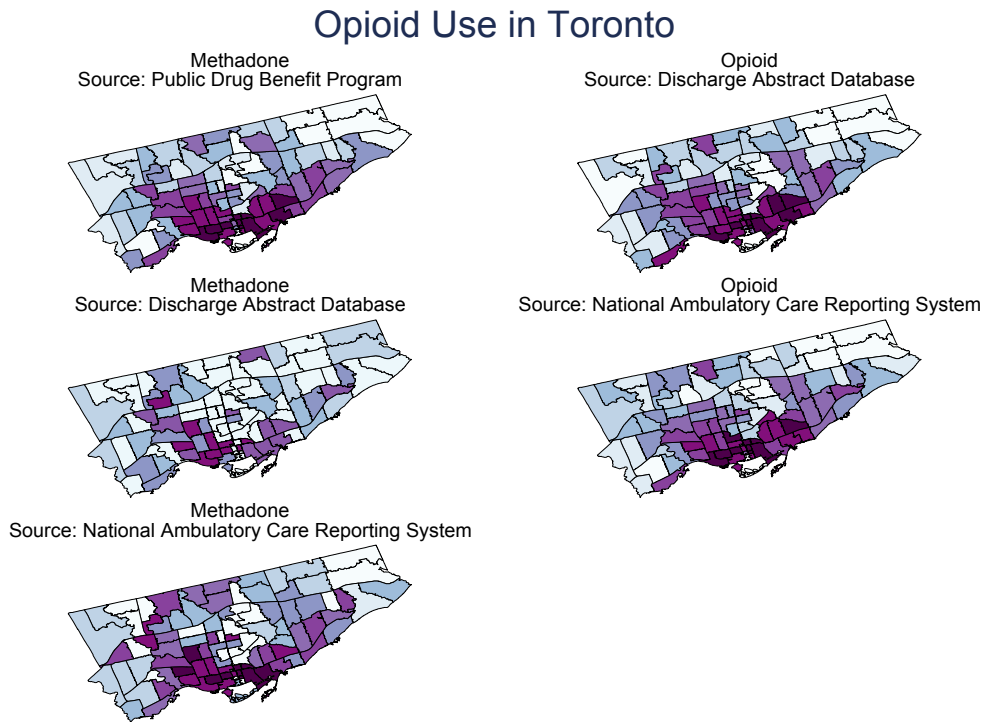 Opioid Use in Toronto
Methadone
Source: Public Drug Benefit Program
Opioid
Source: Discharge Abstract Database
Methadone
Source: Discharge Abstract Database
Opioid
Source: National Ambulatory Care Reporting System
Methadone
Source: National Ambulatory Care Reporting System